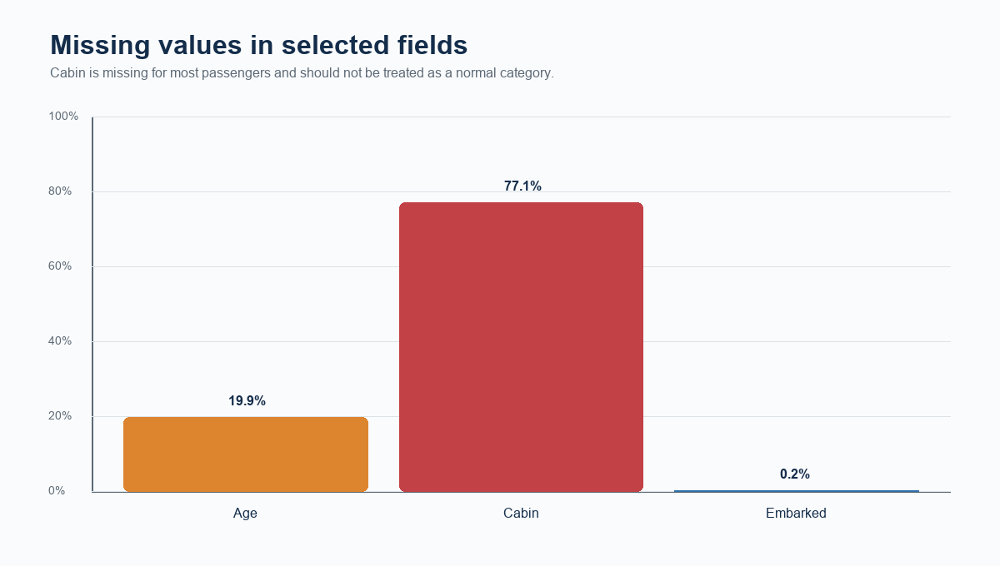 Missing values in selected fields
Cabin is missing for most passengers and should not be treated as a normal category.
100%
80%
60%
40%
20%
0%
19.9%
77.1%
0.2%
Age
Cabin
Embarked